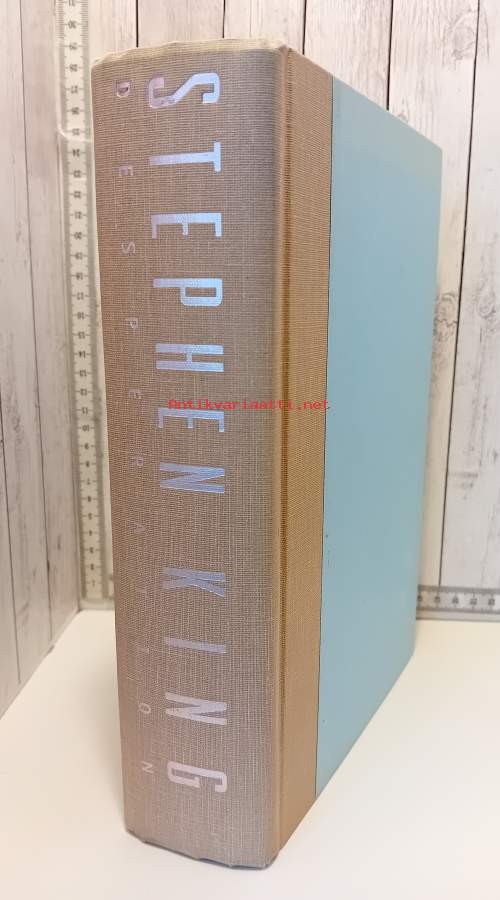 STEPHEN KING
DESPERATION
Antikvariaatti.net